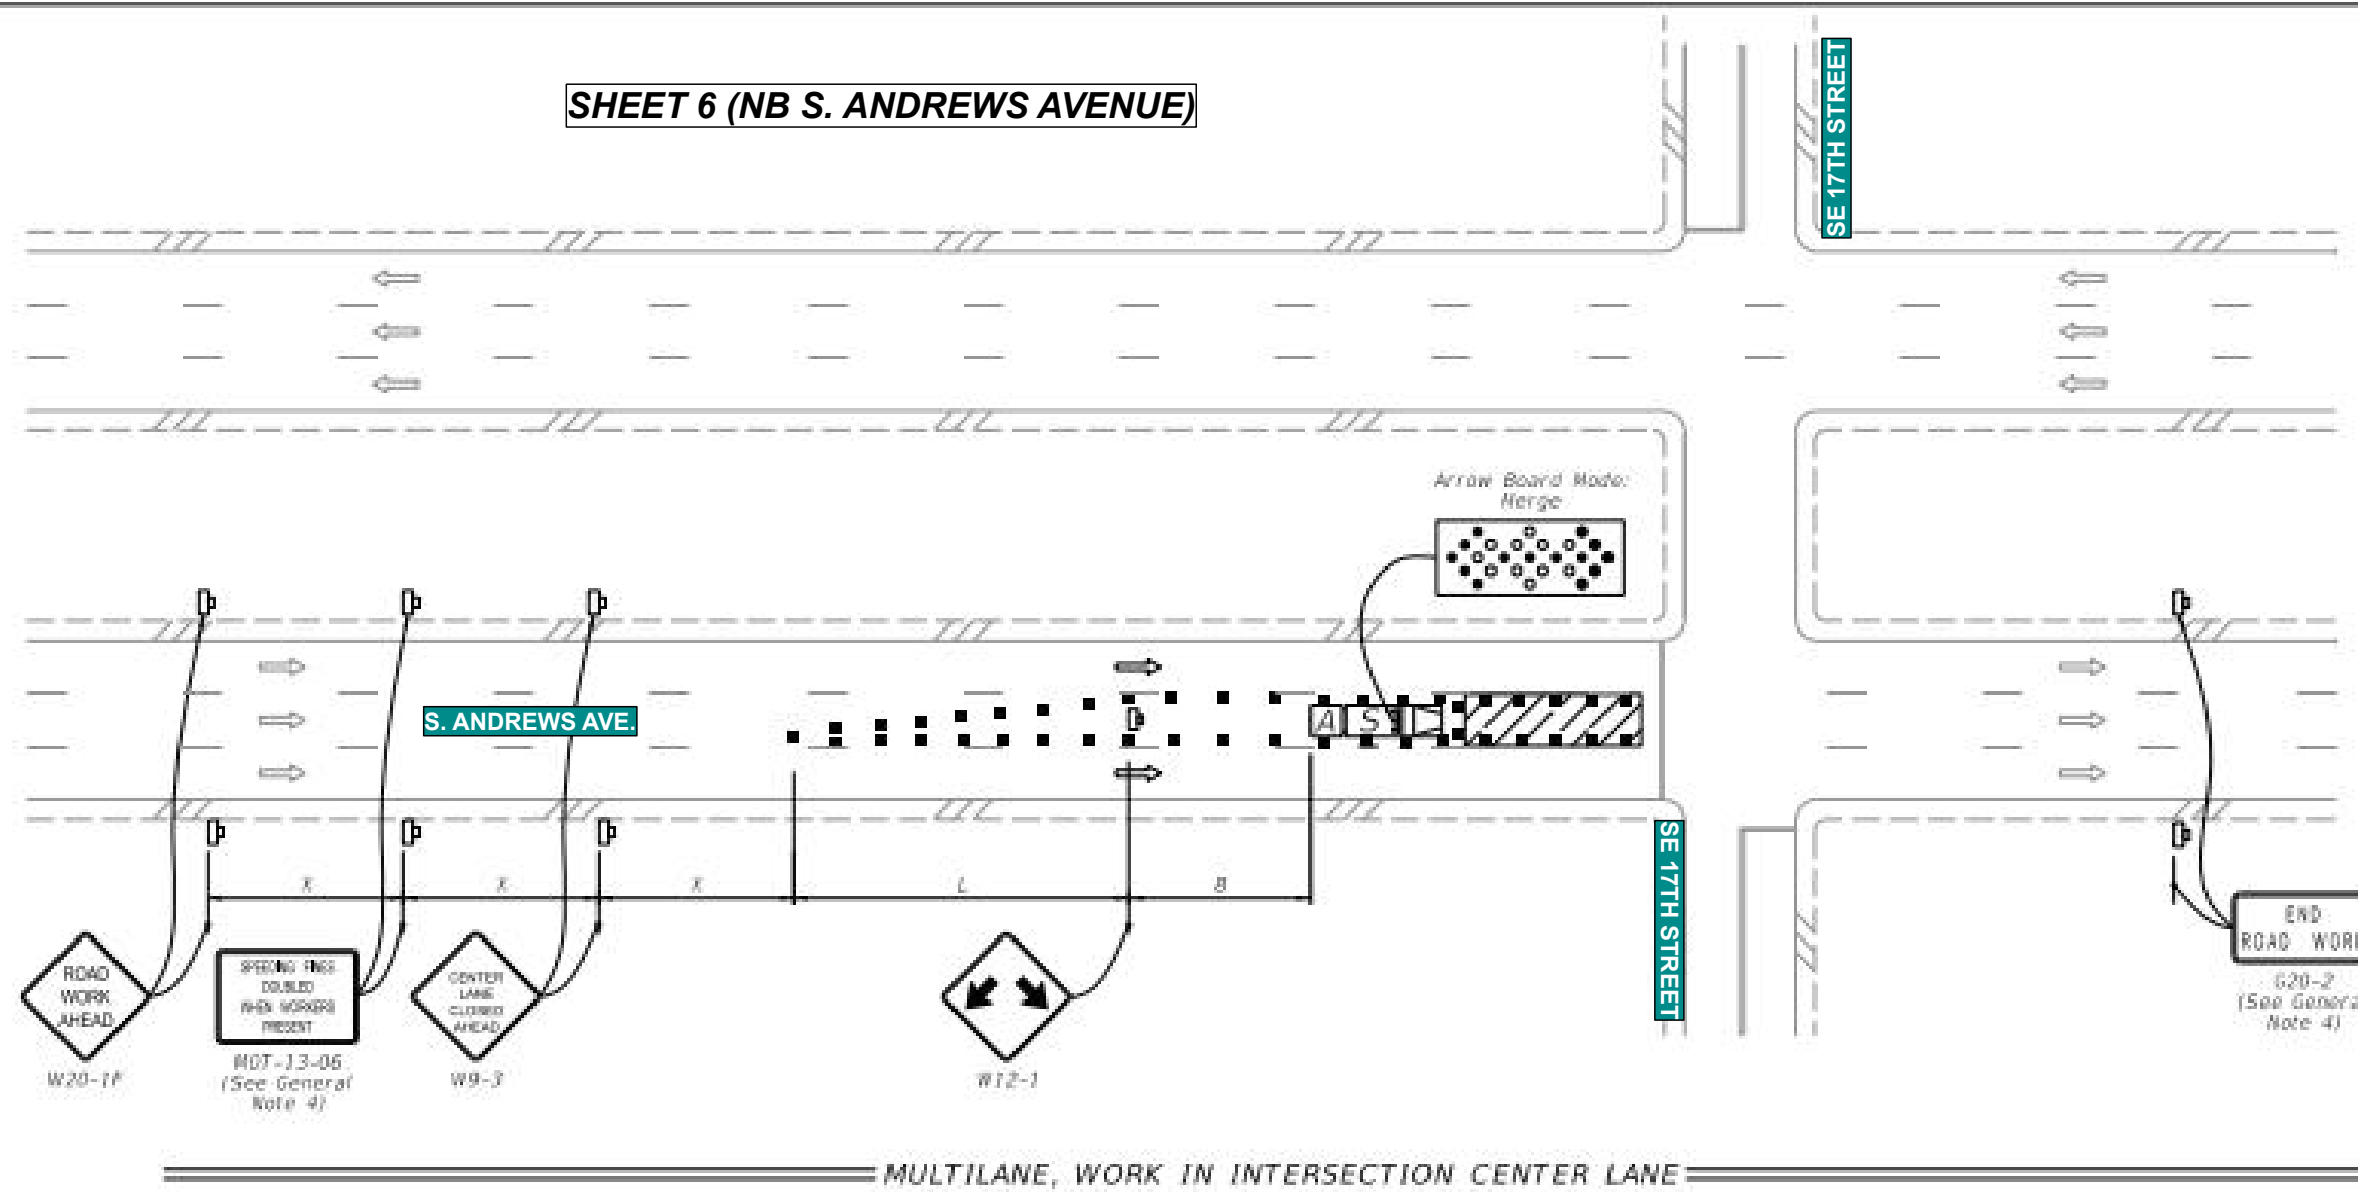 SHEET 6 (NB S. ANDREWS AVENUE)
SE 17TH STREET
Arrow Board Mode:
Merge
S. ANDREWS AVE.
A S
X X X L B
SE 17TH STREET
ROAD
WORK
AHEAD
W20-1F
SPEEDING FINES
DOUBLED
WHEN WORKERS
PRESENT
MOT-13-06
(See General
Note 4)
CENTER
LANE
CLOSED
AHEAD
W9-3
W12-1
END
ROAD WORK
G20-2
(See General
Note 4)
MULTILANE, WORK IN INTERSECTION CENTER LANE